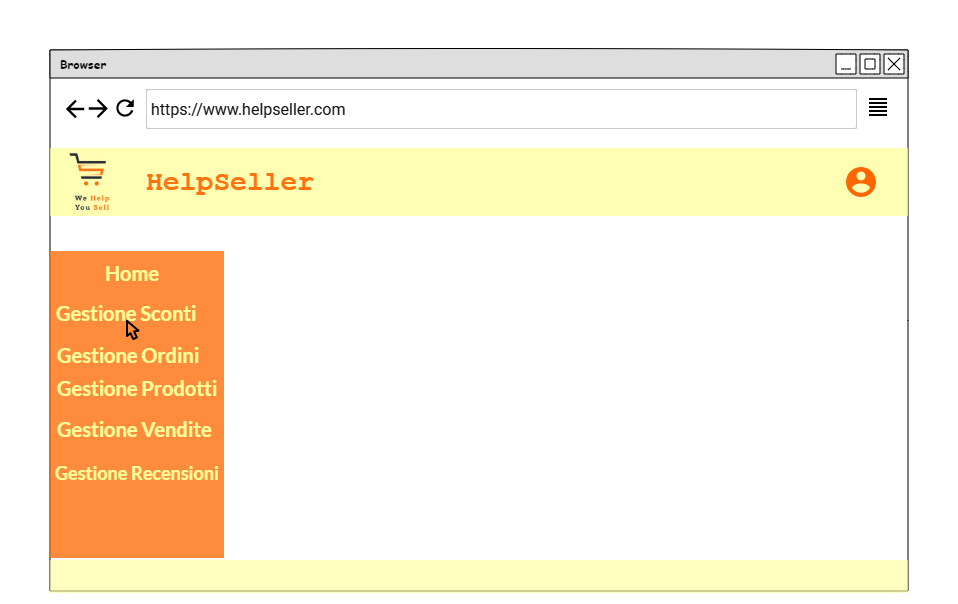 Browser
https://www.helpseller.com
We Help
You Sell
HelpSeller
Home
Gestione Sconti
Gestione Ordini
Gestione Prodotti
Gestione Vendite
Gestione Recensioni